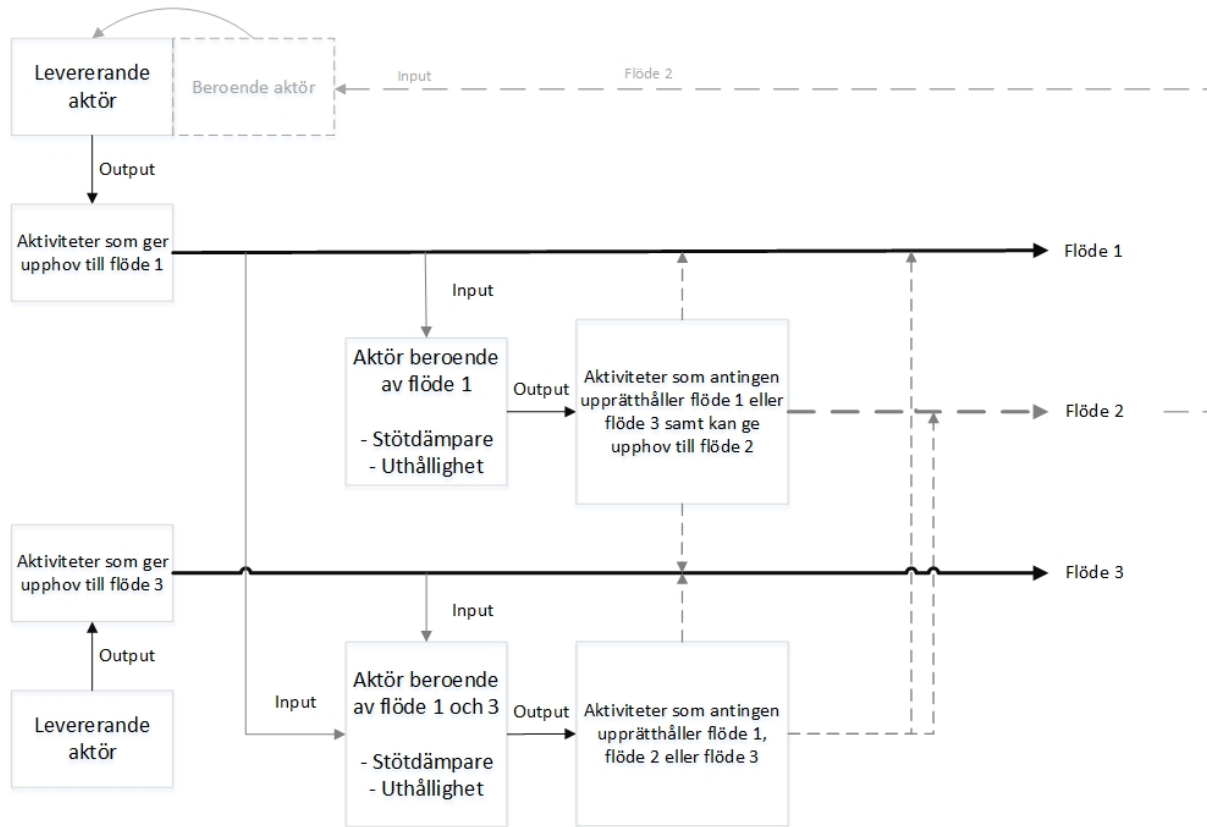 Levererande
aktör
Beroende aktör
Input
Flöde 2
Output
Aktiviteter som ger
upphov till flöde 1
Flöde 1
Input
Aktör beroende
av flöde 1
- Stötdämpare
- Uthållighet
Output
Aktiviteter som antingen
upprätthåller flöde 1 eller
flöde 3 samt kan ge
upphov till flöde 2
Flöde 2
Aktiviteter som ger
upphov till flöde 3
Flöde 3
Input
Output
Levererande
aktör
Input
Aktör beroende
av flöde 1 och 3
- Stötdämpare
- Uthållighet
Output
Aktiviteter som antingen
upprätthåller flöde 1,
flöde 2 eller flöde 3